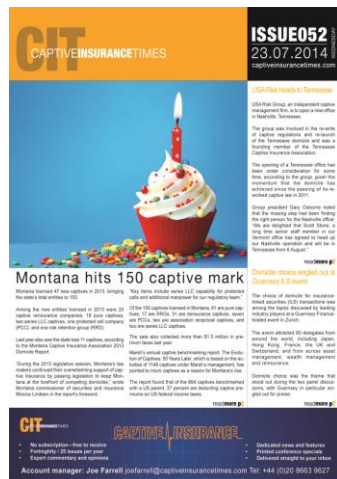 CIT
CAPTIVEINSURANCETIMES
ISSUE052
23.07.2014
WEDNESDAY
captiveinsurancetimes.com
USA Risk heads to Tennessee
USA Risk Group, an independent captive
management firm, is to open a new office
in Nashville, Tennessee.
The group was involved in the re-write
of captive regulations and re-launch
of the Tennessee domicile and was a
founding member of the Tennessee
Captive Insurance Association.
The opening of a Tennessee office has
been under consideration for some
time, according to the group, given the
momentum that the domicile has
achieved since the passing of its re-
worked captive law in 2011.
Group president Gary Osborne noted
that the missing step had been finding
the right person for the Nashville office.
“We are delighted that Scott Stone, a
long time senior staff member in our
Vermont office has agreed to head up
our Nashville operation and will be in
Tennessee from 6 August.”
readmore p2
Montana hits 150 captive mark
Montana licensed 47 new captives in 2013, bringing
the state’s total entities to 150.
Among the new entities licensed in 2013 were 23
captive reinsurance companies, 16 pure captives,
six series LLC captives, one protected cell company
(PCC), and one risk retention group (RRG).
Last year also saw the state lose 11 captives, according
to the Montana Captive Insurance Association 2013
Domicile Report.
“During the 2013 legislative session, Montana’s law
makers continued their overwhelming support of cap-
tive insurance by passing legislation to keep Mon-
tana at the forefront of competing domiciles,” wrote
Montana commissioner of securities and insurance
Monica Lindeen in the report’s foreword.
“Key items include series LLC capability for protected
cells and additional manpower for our regulatory team.”
Of the 150 captives licensed in Montana, 91 are pure cap-
tives, 17 are RRGs, 31 are reinsurance captives, seven
are PCCs, two are association reciprocal captives, and
two are series LLC captives.
The sale also collected more than $1.3 million in pre-
mium taxes last year.
Marsh’s annual captive benchmarking report, The Evolu-
tion of Captives: 50 Years Later, which is based on the ac-
tivities of 1148 captives under Marsh’s management, has
pointed to micro captives as a reason for Montana’s rise.
The report found that of the 664 captives benchmarked
with a US parent, 37 percent are deducting captive pre-
miums on US federal income taxes.
readmore p2
Domicile choice singled out at
Guernsey ILS event
The choice of domicile for insurance-
linked securities (ILS) transactions was
among the topics discussed by leading
industry players at a Guernsey Finance-
hosted event in Zurich.
The event attracted 90 delegates from
around the world, including Japan,
Hong Kong, France, the UK and
Switzerland, and from across asset
management, wealth management
and reinsurance.
Domicile choice was the theme that
stood out during the two panel discus-
sions, with Guernsey in particular sin-
gled out for praise.
readmore p2
CIT CAPTIVEINSURANCETIMES
CAPTIVE INSURANCE
• No subscription—free to receive
• Fortnightly / 25 issues per year
• Expert commentary and opinions
• Dedicated news and features
• Printed conference specials
• Delivered straight to your inbox
Account manager: Joe Farrell joefarrell@captiveinsurancetimes.com Tel: +44 (0)20 8663 9627